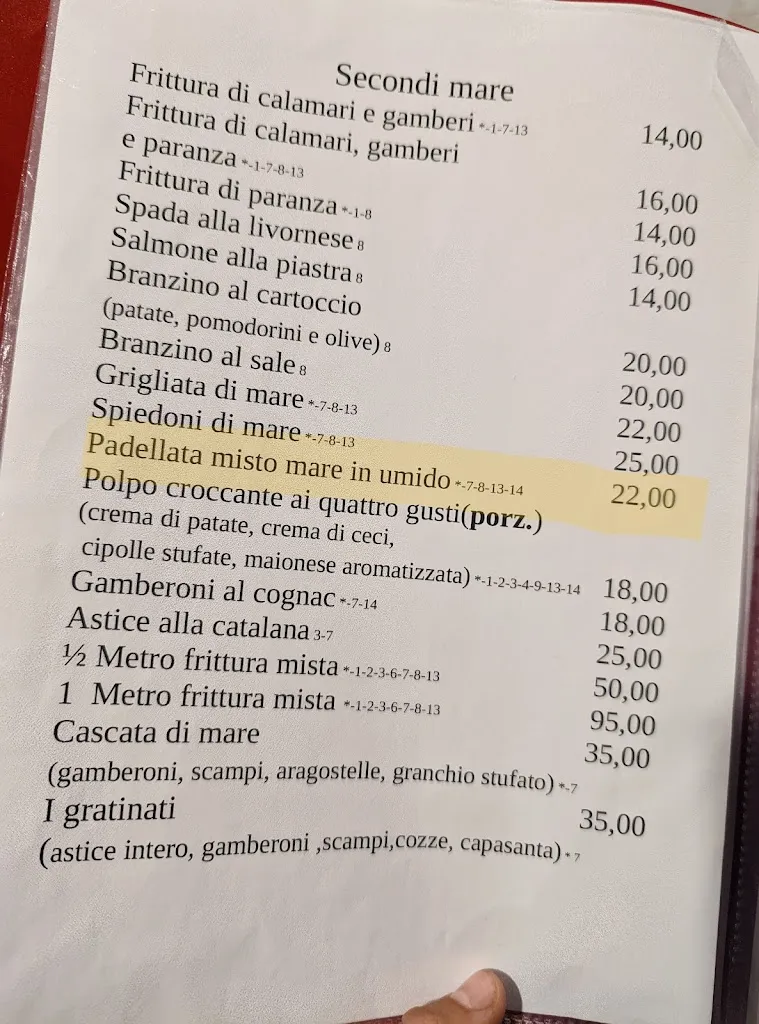 Secondi mare
Frittura di calamari e gamberi *-1-7-13 14,00
Frittura di calamari, gamberi
e paranza *-1-7-8-13 16,00
Frittura di paranza *-1-8 14,00
Spada alla livornese 8 16,00
Salmone alla piastra 8 14,00
Branzino al cartoccio
(patate, pomodorini e olive) 8 20,00
Branzino al sale 8 20,00
Grigliata di mare *-7-8-13 22,00
Spiedoni di mare *-7-8-13 25,00
Padellata misto mare in umido *-7-8-13-14 22,00
Polpo croccante ai quattro gusti(porz.)
(crema di patate, crema di ceci,
cipolle stufate, maionese aromatizzata) *-1-2-3-4-9-13-14 18,00
Gamberoni al cognac *-7-14 18,00
Astice alla catalana 3-7 25,00
½ Metro frittura mista *-1-2-3-6-7-8-13 50,00
1 Metro frittura mista *-1-2-3-6-7-8-13 95,00
Cascata di mare 35,00
(gamberoni, scampi, aragostelle, granchio stufato) *-7
I gratinati 35,00
(astice intero, gamberoni ,scampi,cozze, capasanta) * 7